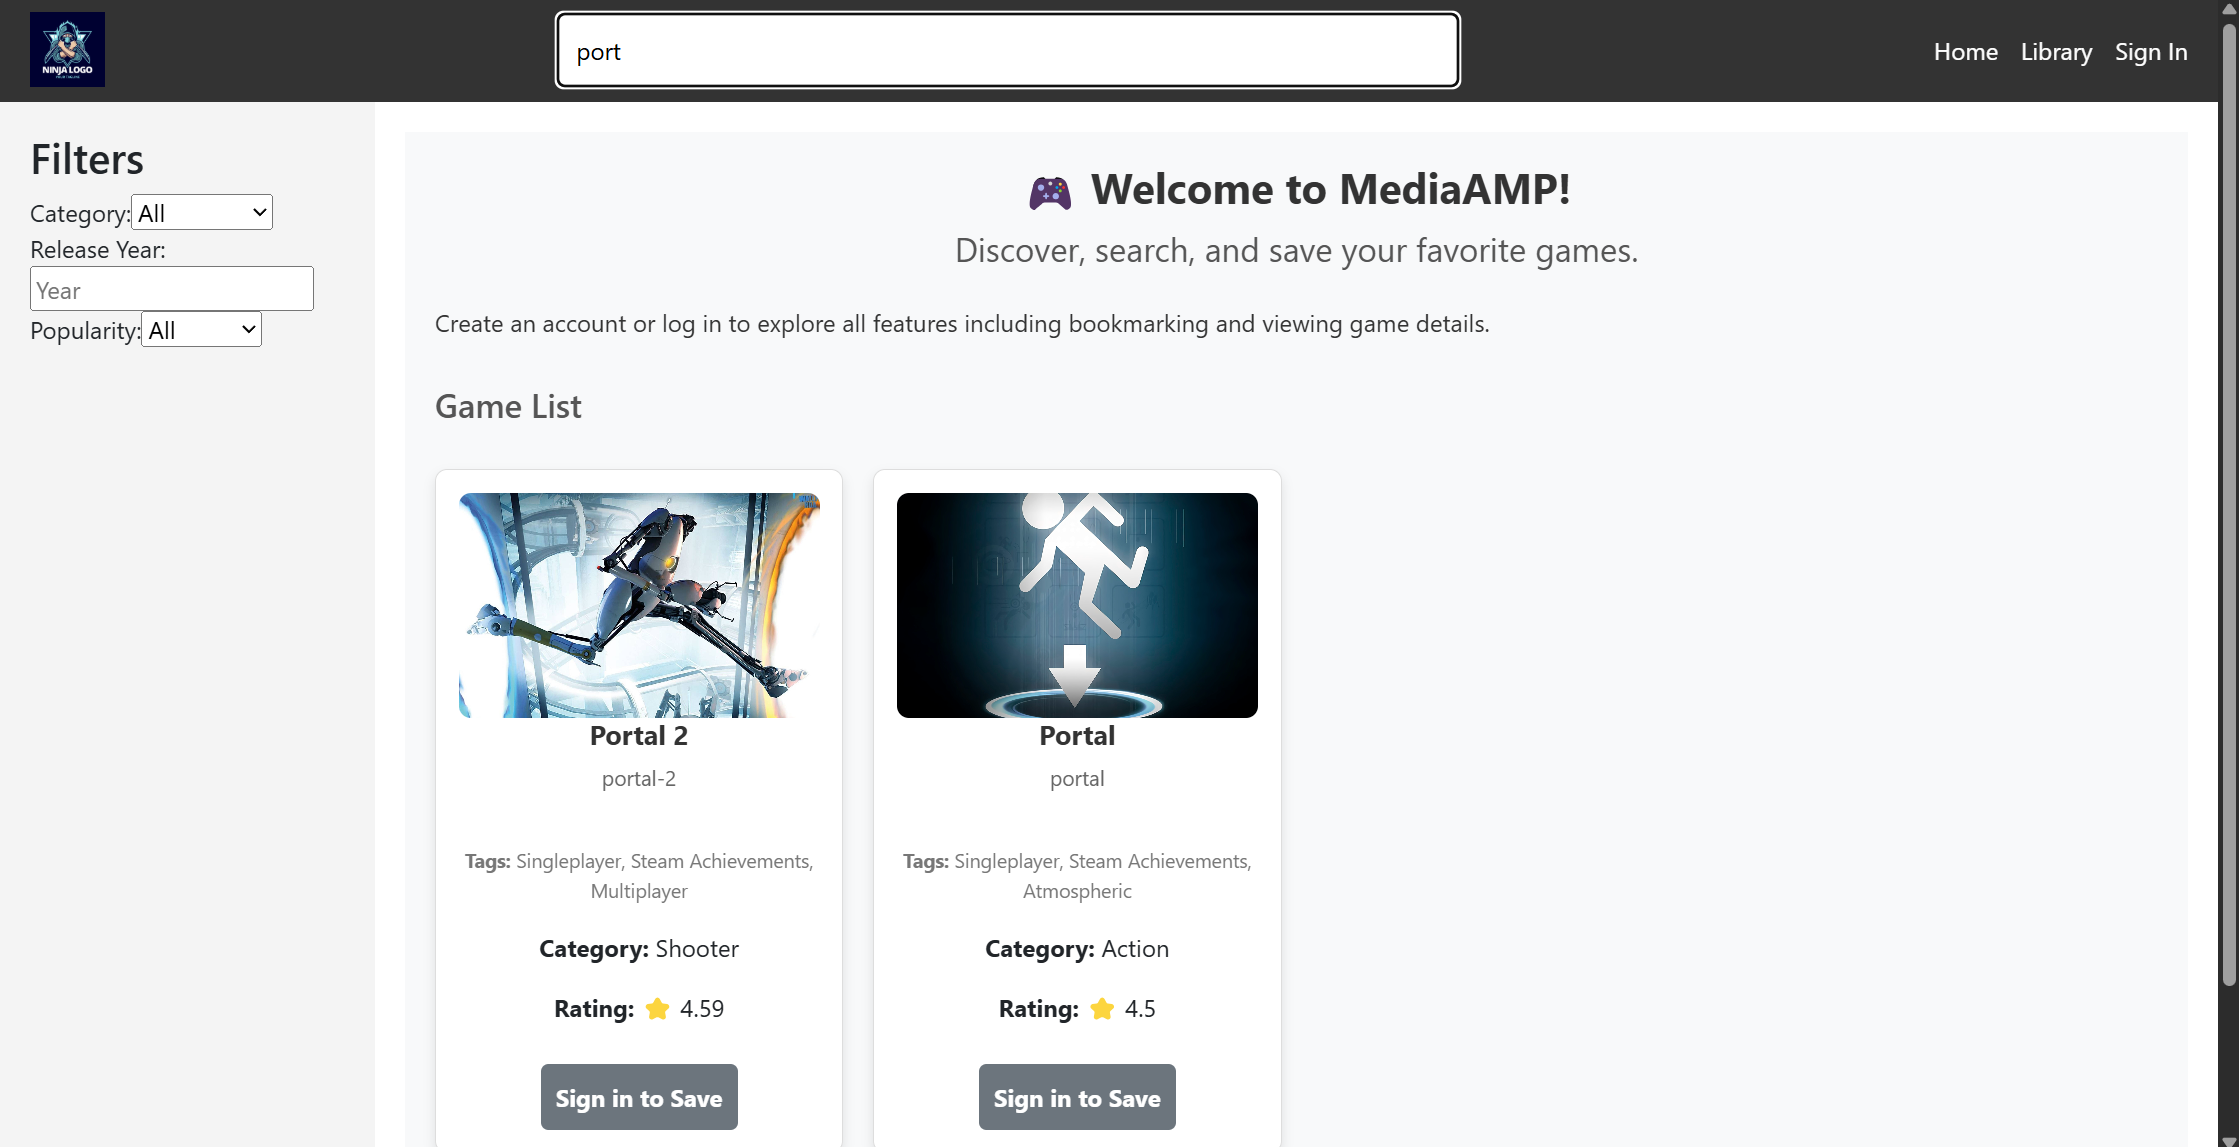 NINJA LOGO
port
Home Library Sign In
Filters
Category: All
Release Year:
Year
Popularity: All
🎮 Welcome to MediaAMP!
Discover, search, and save your favorite games.
Create an account or log in to explore all features including bookmarking and viewing game details.
Game List
Portal 2
portal-2
Tags: Singleplayer, Steam Achievements,
Multiplayer
Category: Shooter
Rating: ⭐ 4.59
Sign in to Save
Portal
portal
Tags: Singleplayer, Steam Achievements,
Atmospheric
Category: Action
Rating: ⭐ 4.5
Sign in to Save